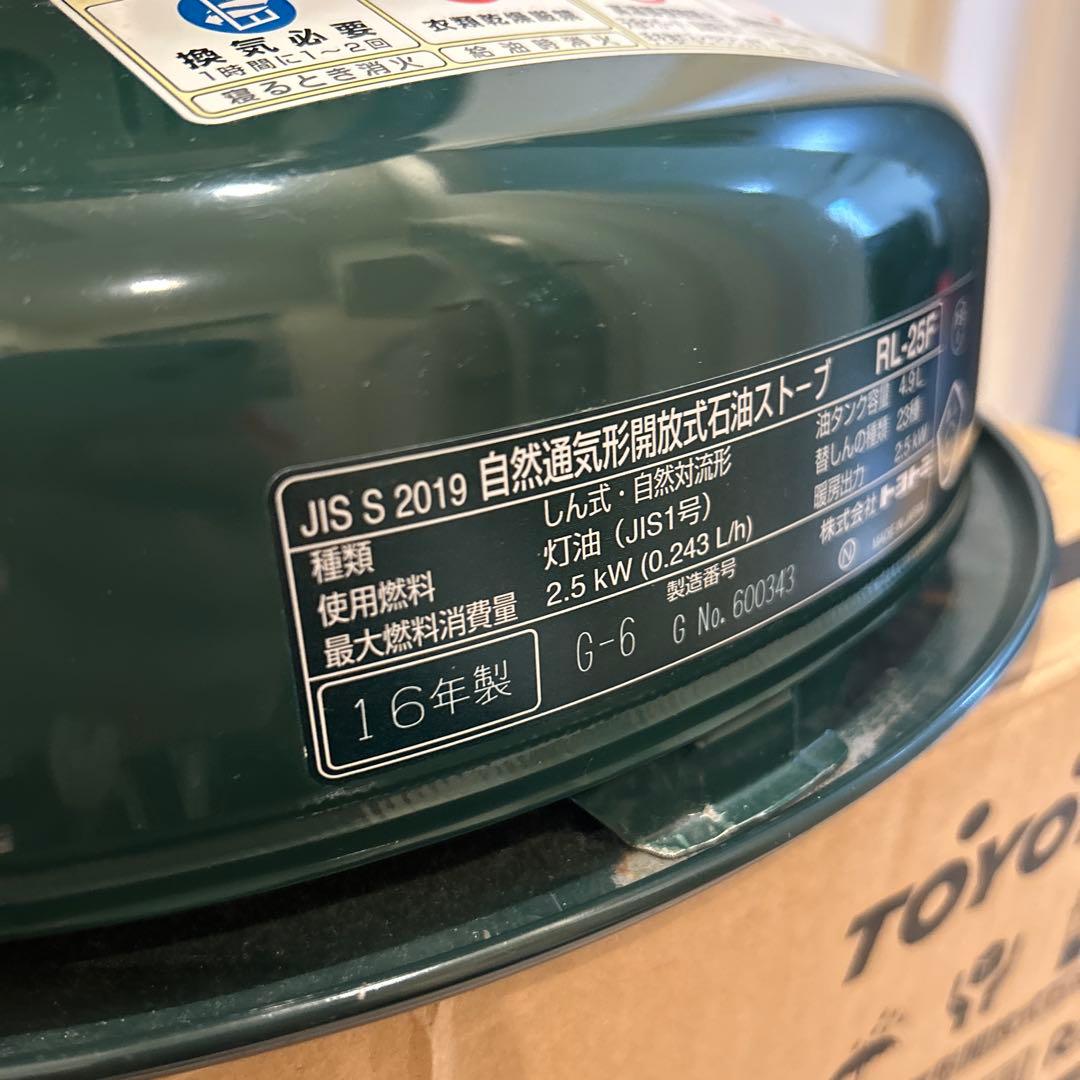 換気必要
1時間に1～2回
寝るとき消火
衣類乾燥厳禁
給油時消火
JIS S 2019 自然通気形開放式石油ストーブ RL-25F
種類 しん式・自然対流形
使用燃料 灯油（JIS1号）
最大燃料消費量 2.5 kW (0.243 L/h)
油タンク容量 4.9 L
替しんの種類 23種
暖房出力 2.5 kW
16年製 G-6
製造番号
G No. 600343
株式会社トヨトミ
N MADE IN JAPAN
TOYO